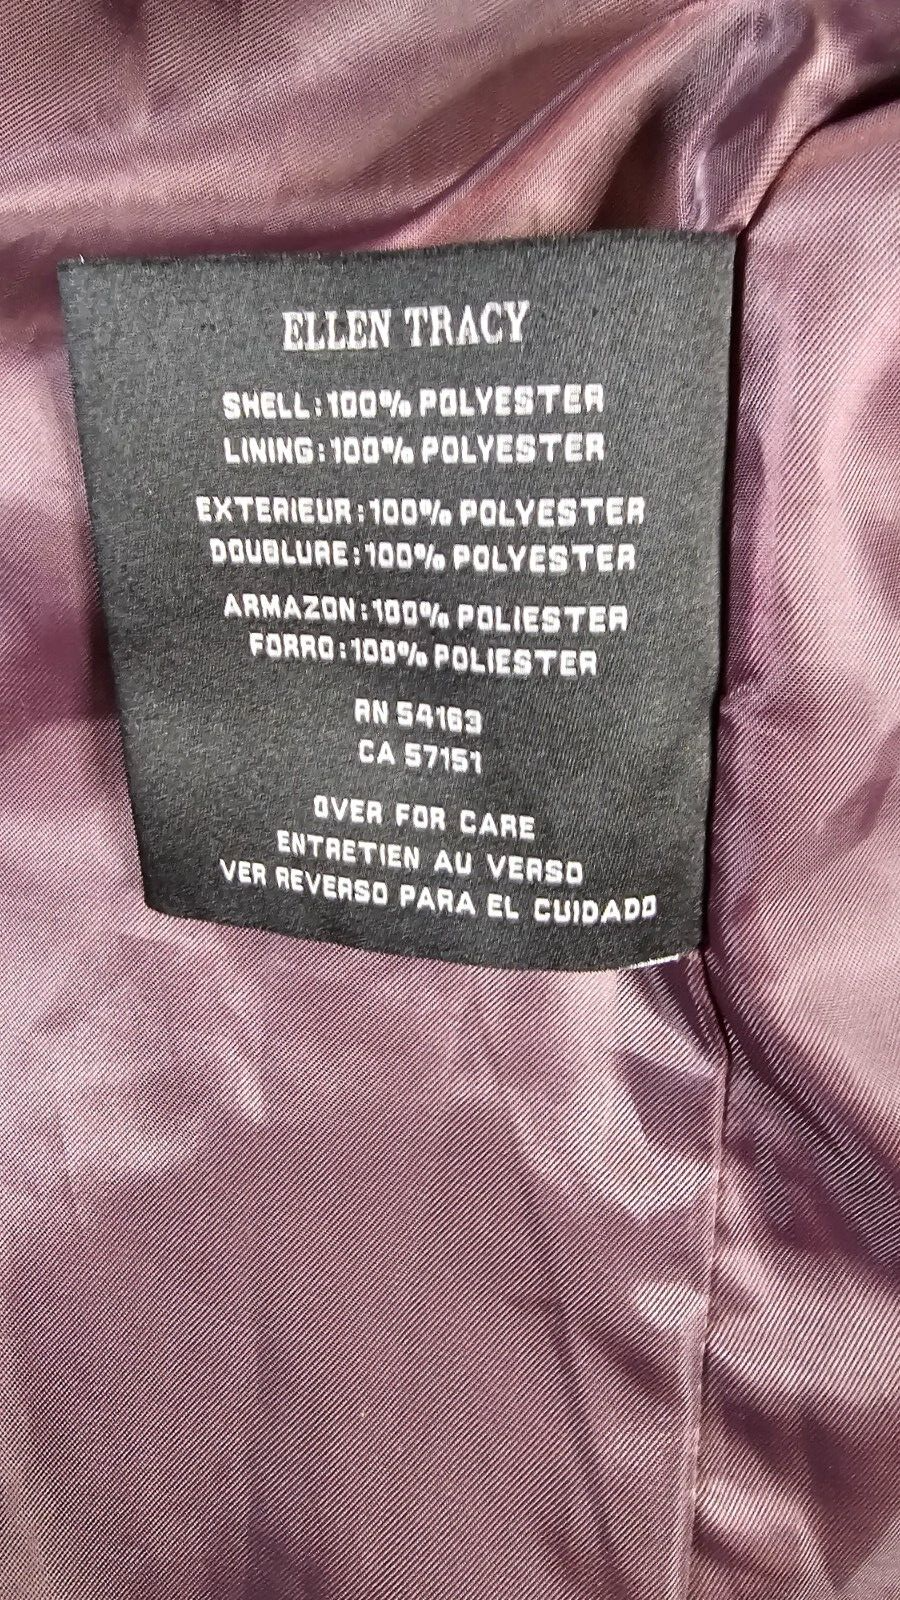 ELLEN TRACY
SHELL:100% POLYESTER
LINING:100% POLYESTER
EXTERIEUR:100% POLYESTER
DOUBLURE:100% POLYESTER
ARMAZON:100% POLIESTER
FORRO:100% POLIESTER
RN 54163
CA 57151
OVER FOR CARE
ENTRETIEN AU VERSO
VER REVERSO PARA EL CUIDADO